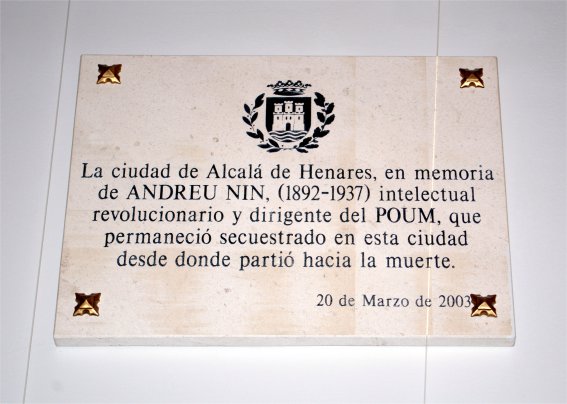 La ciudad de Alcalá de Henares, en memoria
de ANDREU NIN, (1892-1937) intelectual
revolucionario y dirigente del POUM, que
permaneció secuestrado en esta ciudad
desde donde partió hacia la muerte.
20 de Marzo de 2003